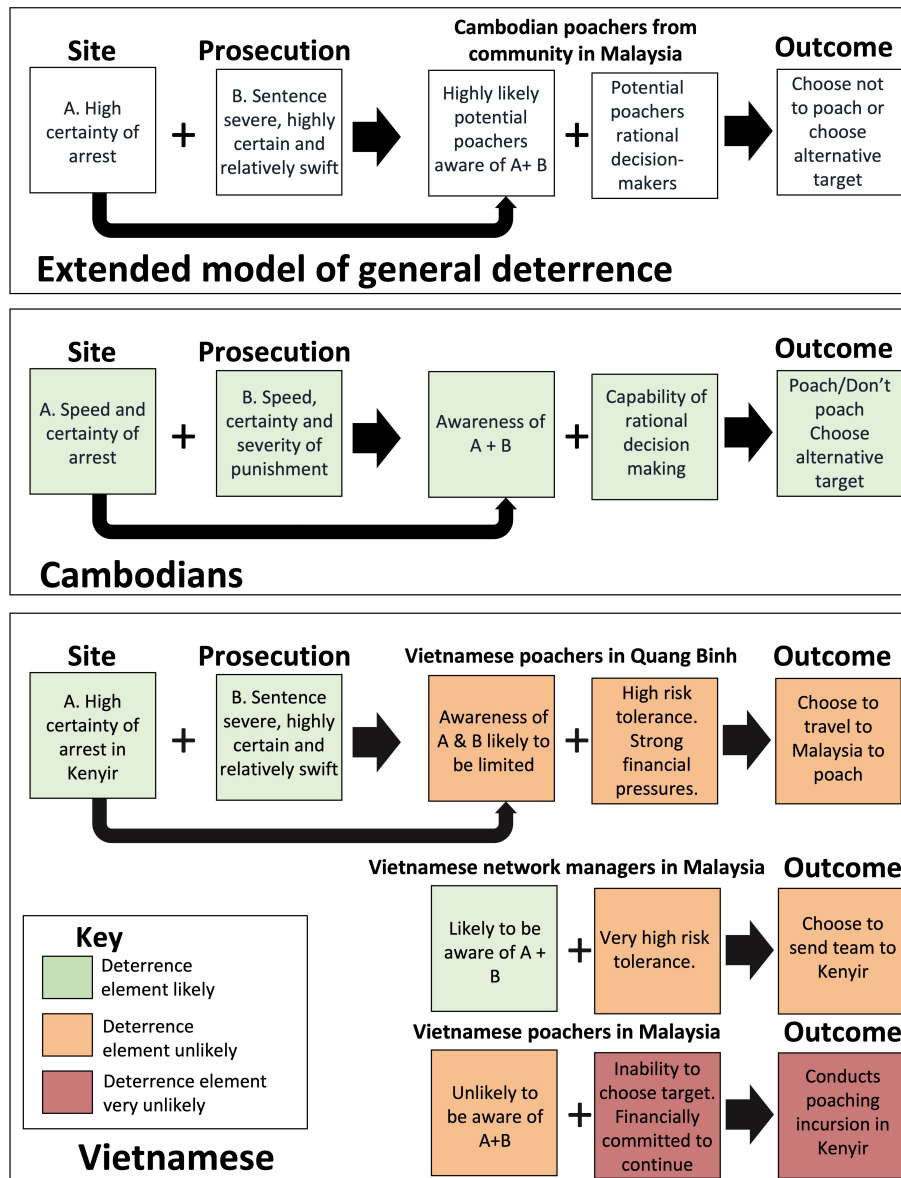 Site
Prosecution
Cambodian poachers from
community in Malaysia
Outcome
A. High
certainty of
arrest
+
B. Sentence
severe, highly
certain and
relatively swift
Highly likely
potential
poachers
aware of A+ B
+
Potential
poachers
rational
decision-
makers
Choose not
to poach or
choose
alternative
target
Extended model of general deterrence
Site
Prosecution
Outcome
A. Speed and
certainty of
arrest
+
B. Speed,
certainty and
severity of
punishment
Awareness of
A + B
+
Capability of
rational
decision
making
Poach/Don’t
poach
Choose
alternative
target
Cambodians
Site
Prosecution
Vietnamese poachers in Quang Binh
Outcome
A. High
certainty of
arrest in
Kenyir
+
B. Sentence
severe, highly
certain and
relatively swift
Awareness of
A & B likely to
be limited
+
High risk
tolerance.
Strong
financial
pressures.
Choose to
travel to
Malaysia to
poach
Vietnamese network managers in Malaysia
Outcome
Likely to be
aware of A +
B
+
Very high risk
tolerance.
Choose to
send team to
Kenyir
Vietnamese poachers in Malaysia
Outcome
Unlikely to
be aware of
A+B
+
Inability to
choose target.
Financially
committed to
continue
Conducts
poaching
incursion in
Kenyir
Key
Deterrence
element likely
Deterrence
element unlikely
Deterrence element
very unlikely
Vietnamese